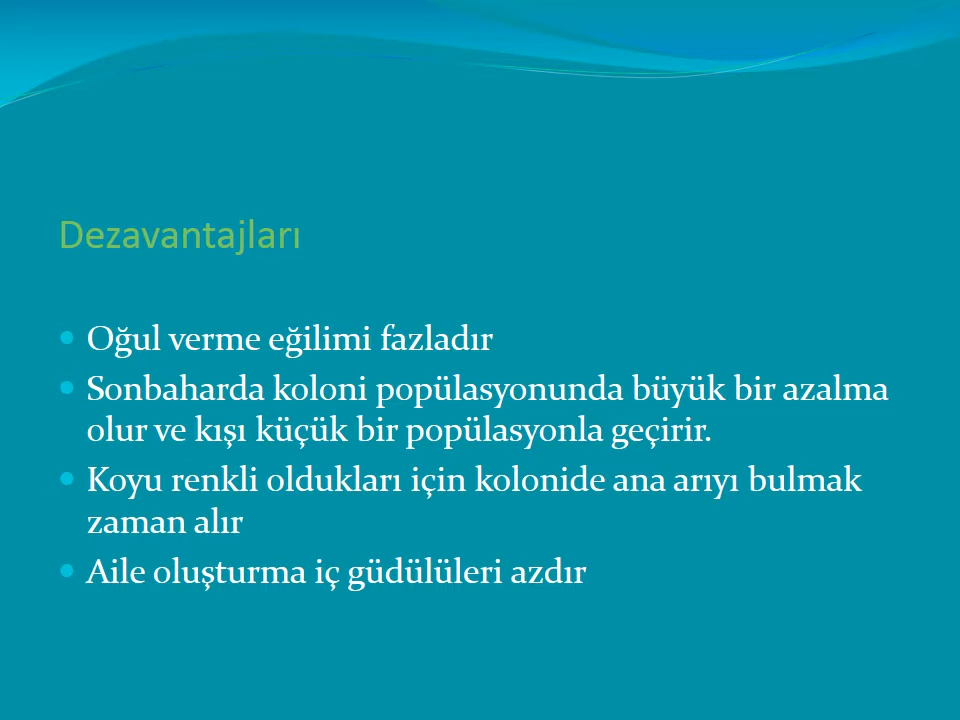 Dezavantajları
Oğul verme eğilimi fazladır
Sonbaharda koloni popülasyonunda büyük bir azalma
olur ve kışı küçük bir popülasyonla geçirir.
Koyu renkli oldukları için kolonide ana arıyı bulmak
zaman alır
Aile oluşturma iç güdülüleri azdır